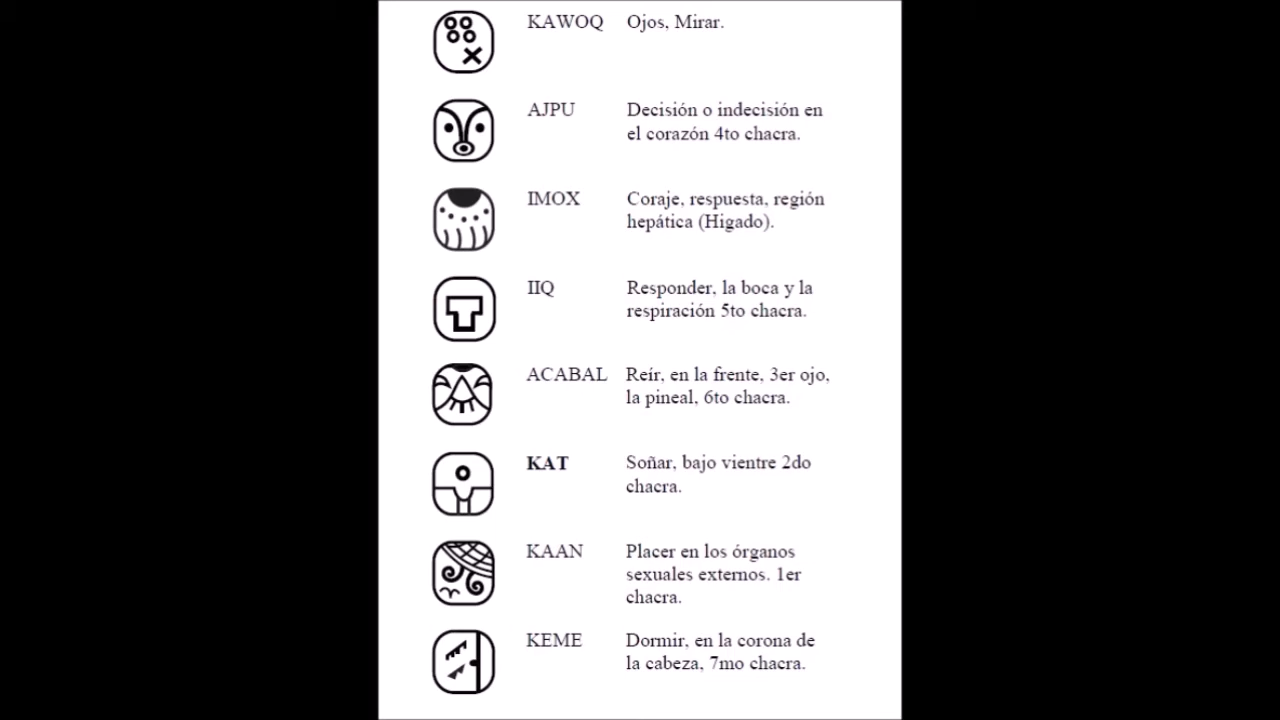 KAWOQ Ojos, Mirar.
AJPU Decisión o indecisión en
el corazón 4to chacra.
IMOX Coraje, respuesta, región
hepática (Higado).
IIQ Responder, la boca y la
respiración 5to chacra.
ACABAL Reír, en la frente, 3er ojo,
la pineal, 6to chacra.
KAT Soñar, bajo vientre 2do
chacra.
KAAN Placer en los órganos
sexuales externos. 1er
chacra.
KEME Dormir, en la corona de
la cabeza, 7mo chacra.